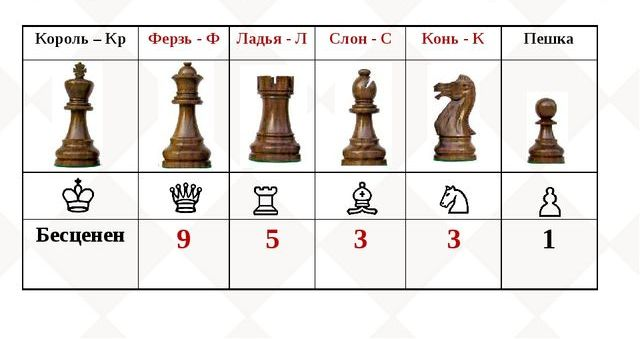 Король – Кр Ферзь - Ф Ладья - Л Слон - С Конь - К Пешка
Бесценен 9 5 3 3 1